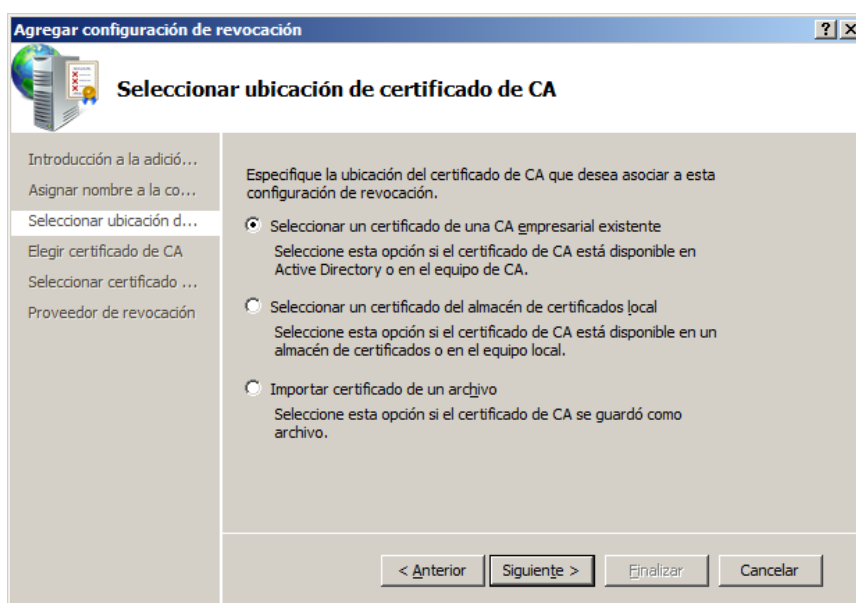 Agregar configuración de revocación
Seleccionar ubicación de certificado de CA
Introducción a la adició...
Asignar nombre a la co...
Seleccionar ubicación d...
Elegir certificado de CA
Seleccionar certificado ...
Proveedor de revocación
Especifique la ubicación del certificado de CA que desea asociar a esta
configuración de revocación.
Seleccionar un certificado de una CA empresarial existente
Seleccione esta opción si el certificado de CA está disponible en
Active Directory o en el equipo de CA.
Seleccionar un certificado del almacén de certificados local
Seleccione esta opción si el certificado de CA está disponible en un
almacén de certificados o en el equipo local.
Importar certificado de un archivo
Seleccione esta opción si el certificado de CA se guardó como
archivo.
< Anterior
Siguiente >
Finalizar
Cancelar